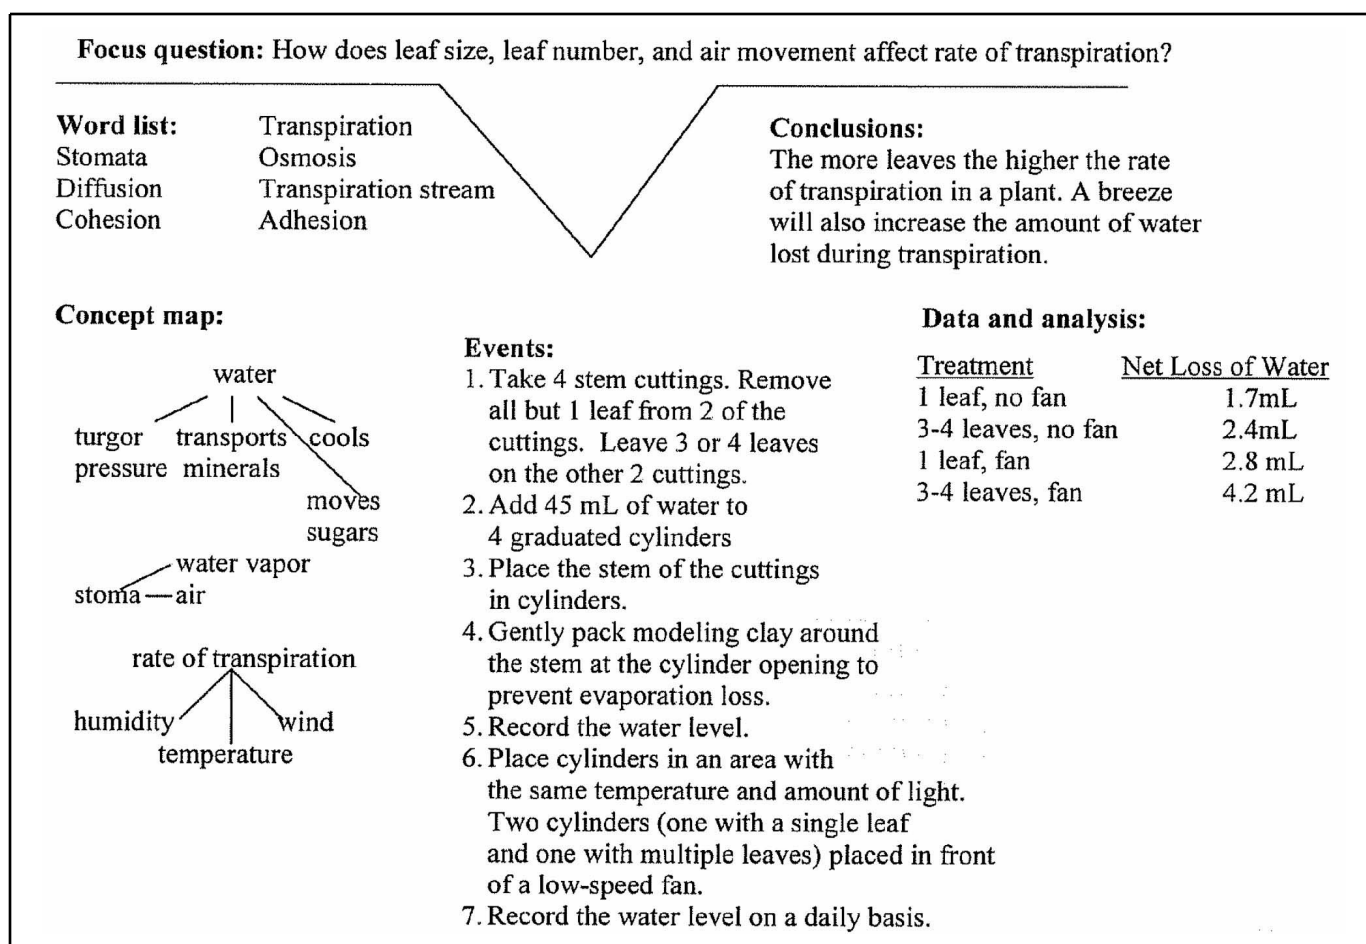 Focus question: How does leaf size, leaf number, and air movement affect rate of transpiration?
Word list: Transpiration
Stomata Osmosis
Diffusion Transpiration stream
Cohesion Adhesion
Conclusions:
The more leaves the higher the rate
of transpiration in a plant. A breeze
will also increase the amount of water
lost during transpiration.
Concept map:
water
turgor transports cools
pressure minerals
moves
sugars
water vapor
stoma air
rate of transpiration
humidity wind
temperature
Events:
1. Take 4 stem cuttings. Remove
all but 1 leaf from 2 of the
cuttings. Leave 3 or 4 leaves
on the other 2 cuttings.
2. Add 45 mL of water to
4 graduated cylinders
3. Place the stem of the cuttings
in cylinders.
4. Gently pack modeling clay around
the stem at the cylinder opening to
prevent evaporation loss.
5. Record the water level.
6. Place cylinders in an area with
the same temperature and amount of light.
Two cylinders (one with a single leaf
and one with multiple leaves) placed in front
of a low-speed fan.
7. Record the water level on a daily basis.
Data and analysis:
Treatment Net Loss of Water
1 leaf, no fan 1.7mL
3-4 leaves, no fan 2.4mL
1 leaf, fan 2.8 mL
3-4 leaves, fan 4.2 mL